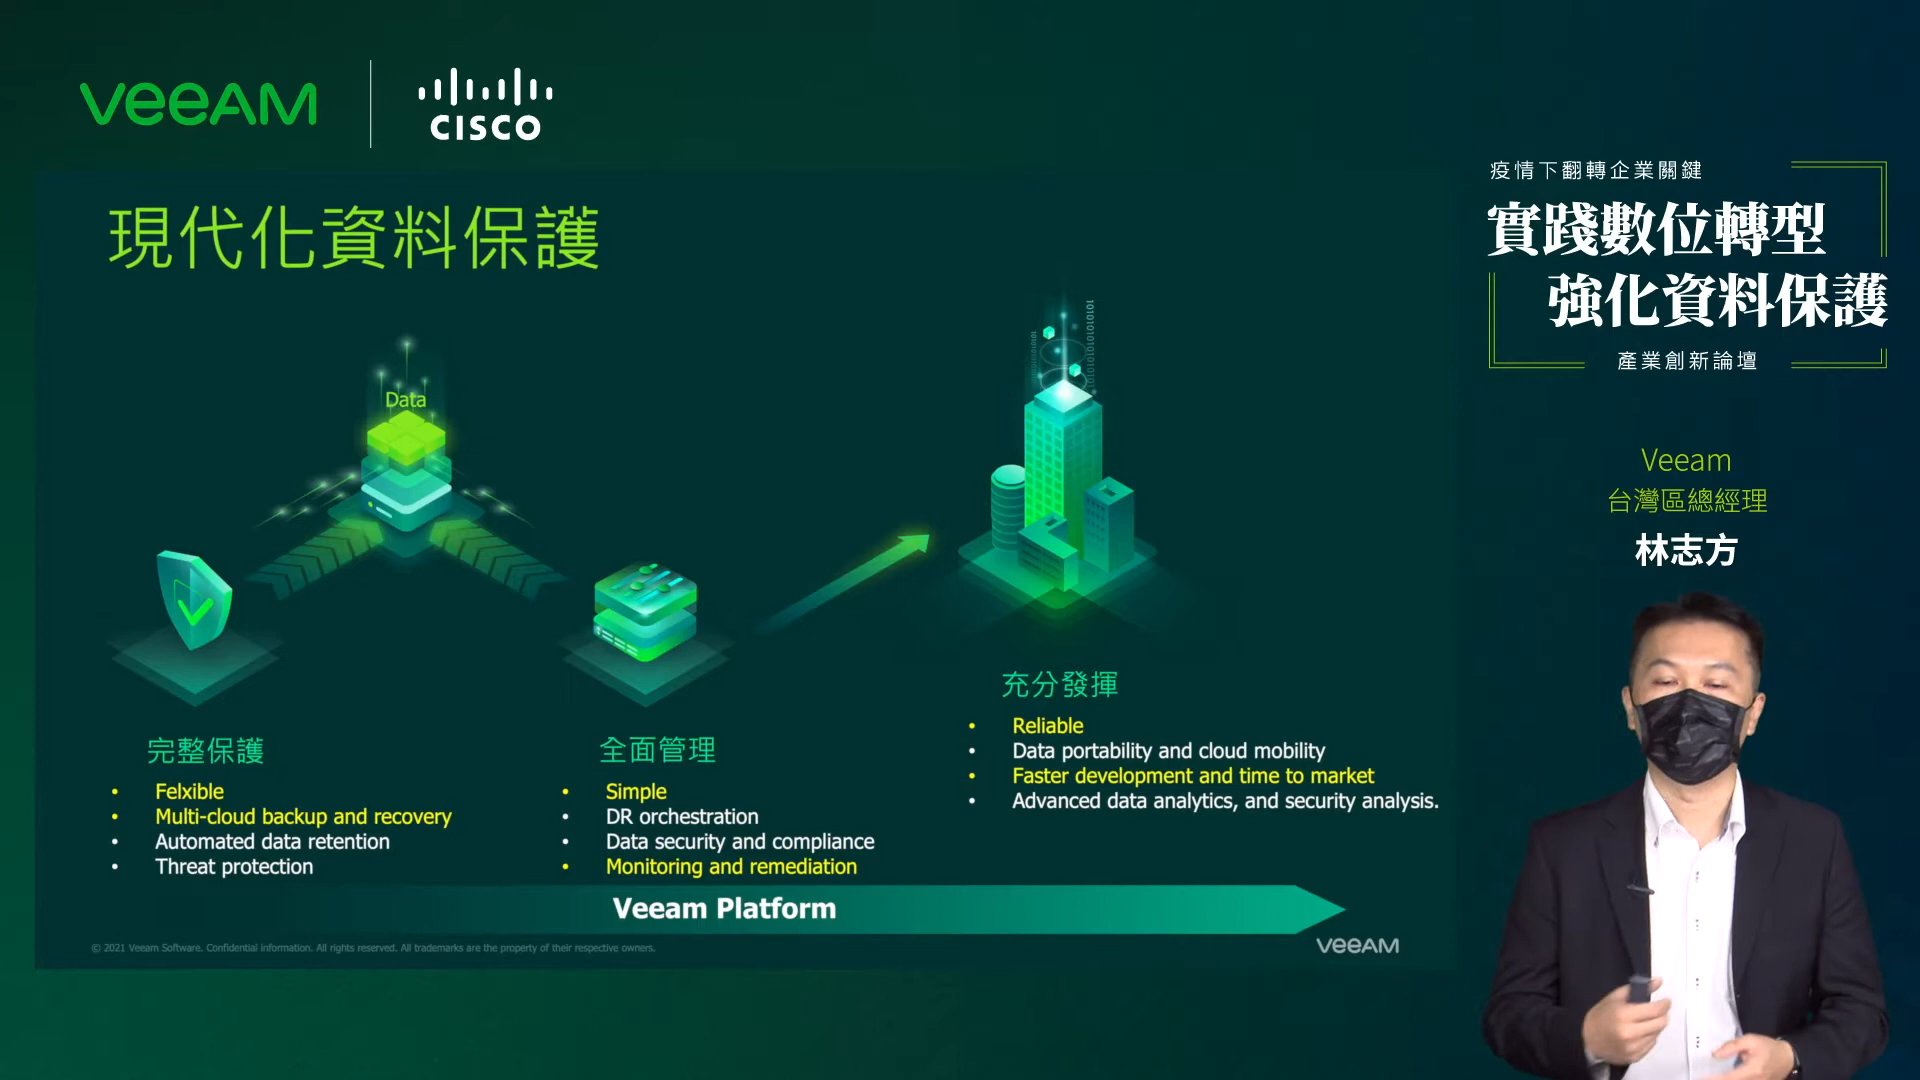 veeAM
CISCO
現代化資料保護
Data
完整保護
• Felxible
• Multi-cloud backup and recovery
• Automated data retention
• Threat protection
全面管理
• Simple
• DR orchestration
• Data security and compliance
• Monitoring and remediation
充分發揮
• Reliable
• Data portability and cloud mobility
• Faster development and time to market
• Advanced data analytics, and security analysis.
Veeam Platform
© 2021 Veeam Software. Confidential information. All rights reserved. All trademarks are the property of their respective owners.
veeAM
疫情下翻轉企業關鍵
實踐數位轉型
強化資料保護
產業創新論壇
Veeam
台灣區總經理
林志方